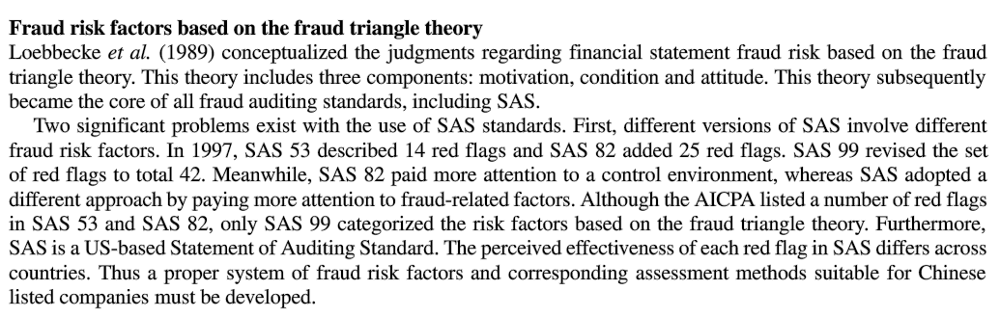 Fraud risk factors based on the fraud triangle theory
Loebbecke et al. (1989) conceptualized the judgments regarding financial statement fraud risk based on the fraud
triangle theory. This theory includes three components: motivation, condition and attitude. This theory subsequently
became the core of all fraud auditing standards, including SAS.
Two significant problems exist with the use of SAS standards. First, different versions of SAS involve different
fraud risk factors. In 1997, SAS 53 described 14 red flags and SAS 82 added 25 red flags. SAS 99 revised the set
of red flags to total 42. Meanwhile, SAS 82 paid more attention to a control environment, whereas SAS adopted a
different approach by paying more attention to fraud-related factors. Although the AICPA listed a number of red flags
in SAS 53 and SAS 82, only SAS 99 categorized the risk factors based on the fraud triangle theory. Furthermore,
SAS is a US-based Statement of Auditing Standard. The perceived effectiveness of each red flag in SAS differs across
countries. Thus a proper system of fraud risk factors and corresponding assessment methods suitable for Chinese
listed companies must be developed.